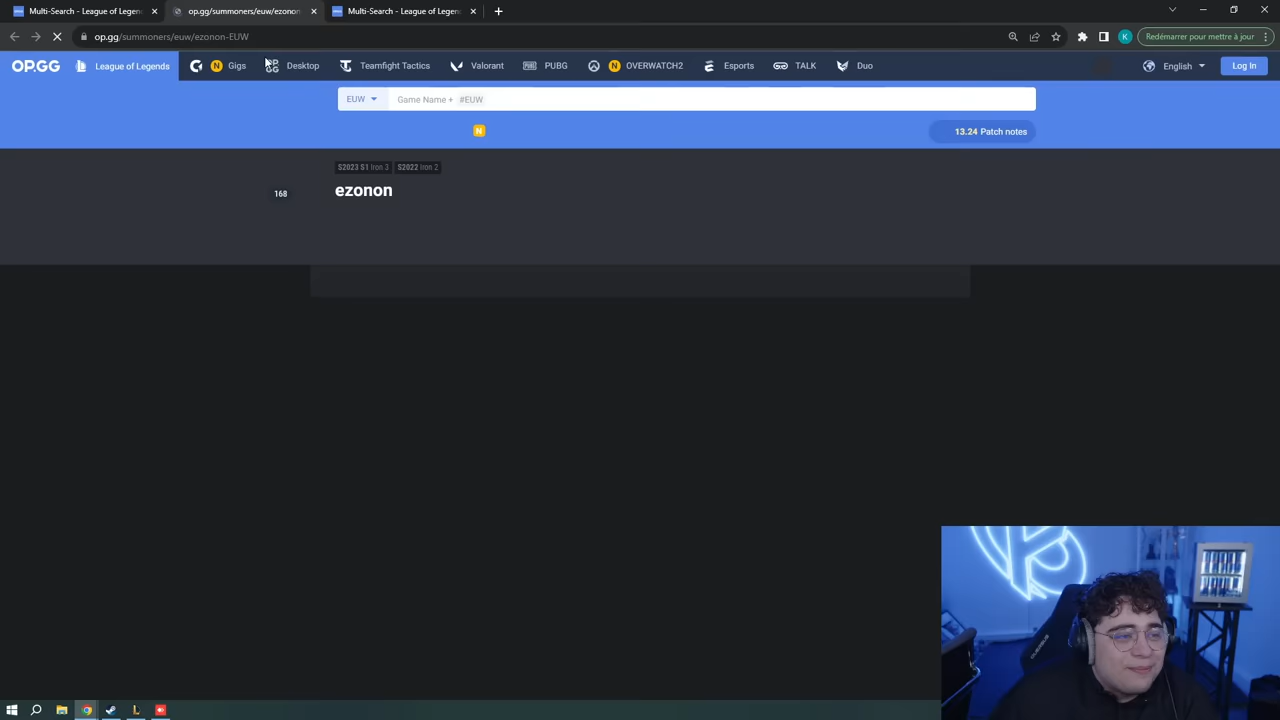 Multi-Search - League of Legen
op.gg/summoners/euw/ezonon-
Multi-Search - League of Legen
op.gg/summoners/euw/ezonon-EUW
K
Redémarrer pour mettre à jour
OP.GG
League of Legends
N
Gigs
Desktop
Teamfight Tactics
Valorant
PUBG
N
OVERWATCH2
Esports
TALK
Duo
English
Log In
EUW
Game Name + #EUW
N
13.24 Patch notes
S2023 S1 Iron 3
S2022 Iron 2
168
ezonon